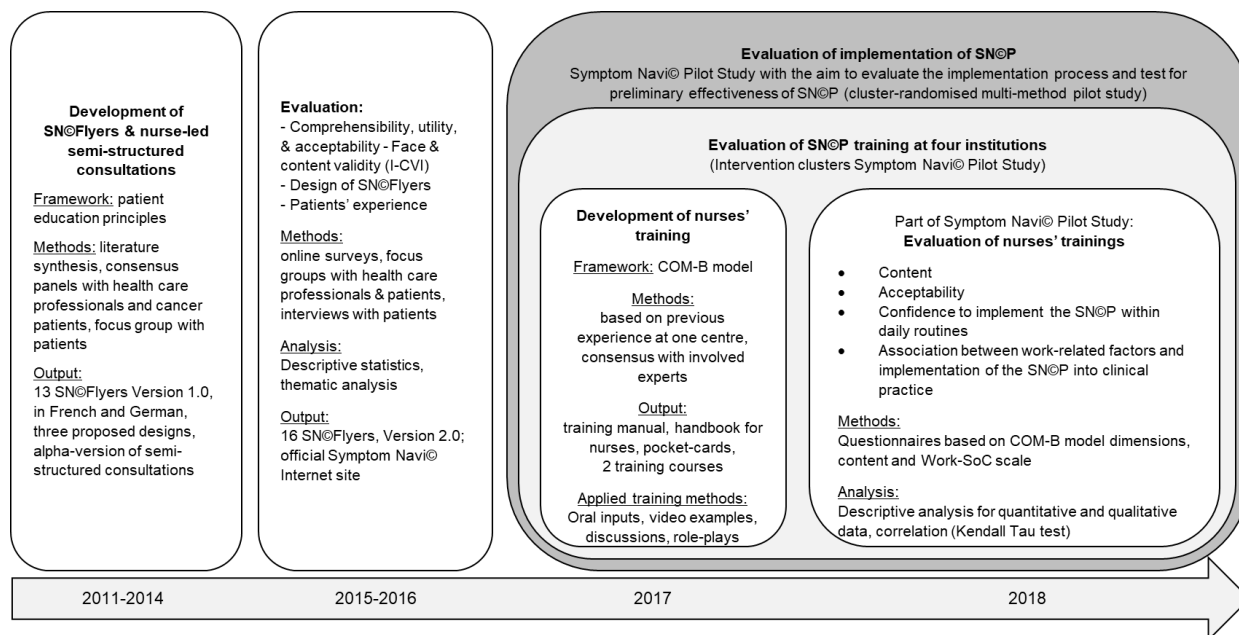 Development of
SN©Flyers & nurse-led
semi-structured
consultations
Framework: patient
education principles
Methods: literature
synthesis, consensus
panels with health care
professionals and cancer
patients, focus group with
patients
Output:
13 SN©Flyers Version 1.0,
in French and German,
three proposed designs,
alpha-version of semi-
structured consultations
Evaluation:
- Comprehensibility, utility,
& acceptability - Face &
content validity (I-CVI)
- Design of SN©Flyers
- Patients' experience
Methods:
online surveys, focus
groups with health care
professionals & patients,
interviews with patients
Analysis:
Descriptive statistics,
thematic analysis
Output:
16 SN©Flyers, Version 2.0;
official Symptom Navi©
Internet site
Evaluation of implementation of SN©P
Symptom Navi© Pilot Study with the aim to evaluate the implementation process and test for
preliminary effectiveness of SN©P (cluster-randomised multi-method pilot study)
Evaluation of SN©P training at four institutions
(Intervention clusters Symptom Navi© Pilot Study)
Development of nurses'
training
Framework: COM-B model
Methods:
based on previous
experience at one centre,
consensus with involved
experts
Output:
training manual, handbook for
nurses, pocket-cards,
2 training courses
Applied training methods:
Oral inputs, video examples,
discussions, role-plays
Part of Symptom Navi© Pilot Study:
Evaluation of nurses' trainings
• Content
• Acceptability
• Confidence to implement the SN©P within
daily routines
• Association between work-related factors and
implementation of the SN©P into clinical
practice
Methods:
Questionnaires based on COM-B model dimensions,
content and Work-SoC scale
Analysis:
Descriptive analysis for quantitative and qualitative
data, correlation (Kendall Tau test)
2011-2014
2015-2016
2017
2018